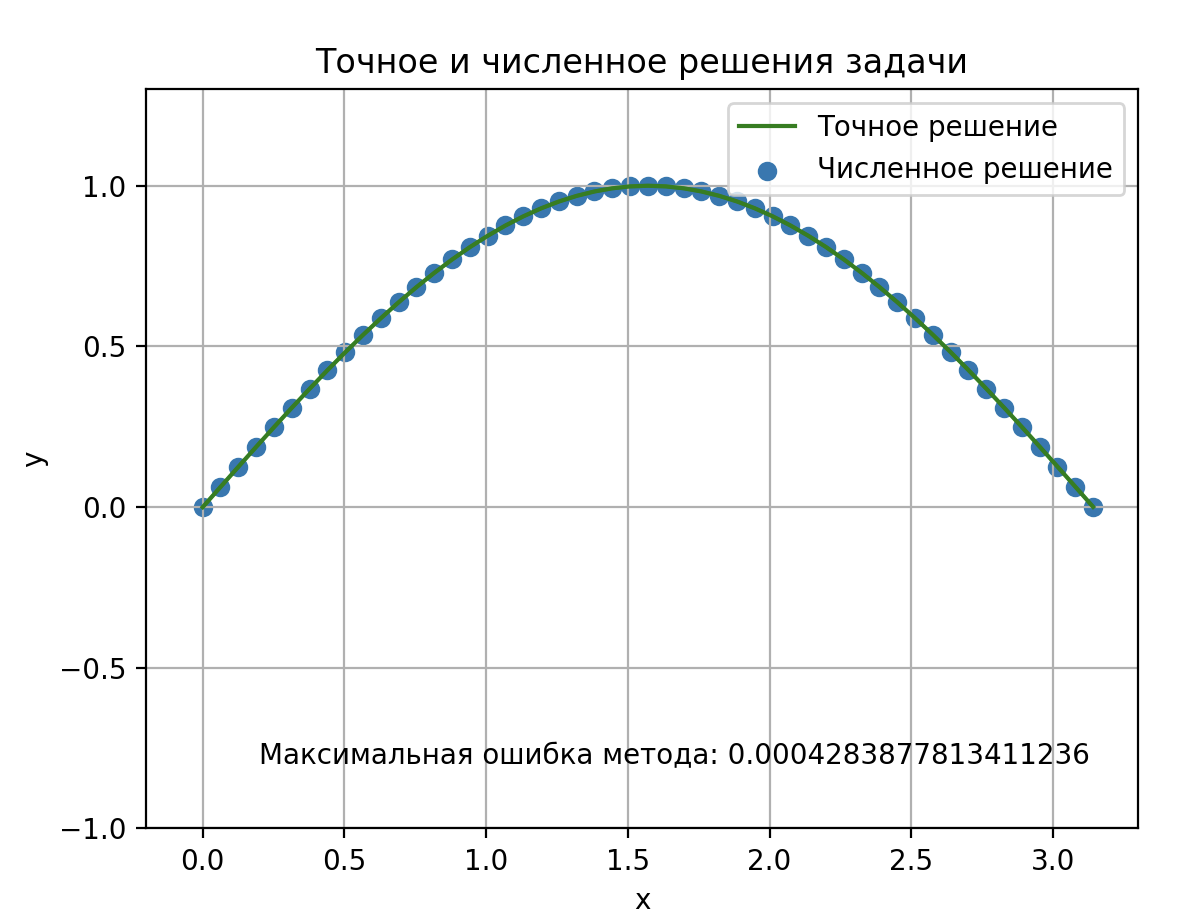 Точное и численное решения задачи
Точное решение
Численное решение
y
1.0
0.5
0.0
−0.5
−1.0
Максимальная ошибка метода: 0.0004283877813411236
0.0 0.5 1.0 1.5 2.0 2.5 3.0
x